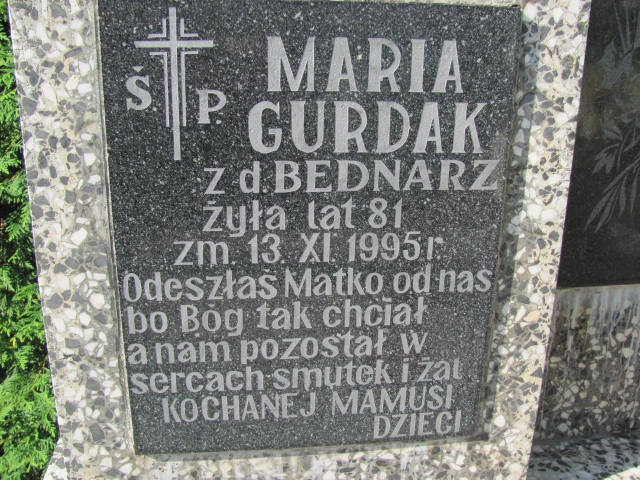 Ś.P. MARIA
GURDAK
z d. BEDNARZ
żyła lat 81
zm. 13. XI. 1995 r.
Odeszłaś Matko od nas
bo Bóg tak chciał
a nam pozostał w
sercach-smutek i żal
KOCHANEJ MAMUSI
DZIECI